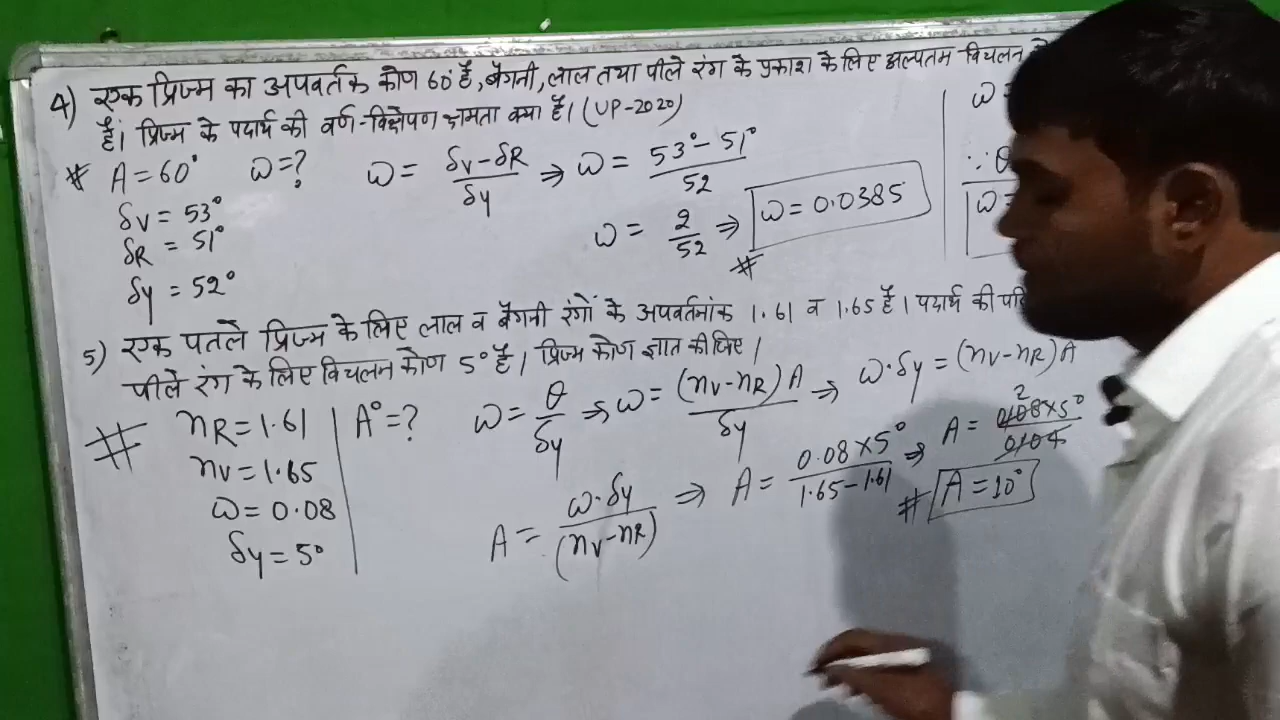 4) एक प्रिज्म का अपवर्तक कोण 60° है, बैंगनी, लाल तथा पीले रंग के प्रकाश के लिए अल्पतम विचलन
हैं। प्रिज्म के पदार्थ की वर्ण-विक्षेपण क्षमता क्या है। (UP-2020)
* A = 60° ω = ? ω = (δv - δR)/δy ⇒ ω = (53° - 51°)/52
δv = 53°
δR = 51°
δy = 52°
ω = 2/52 ⇒ ω = 0.0385
#
ω =
∵ θ
ω =
5) एक पतले प्रिज्म के लिए लाल व बैंगनी रंगों के अपवर्तनांक 1.61 व 1.65 है। पदार्थ की
पीले रंग के लिए विचलन कोण 5° है। प्रिज्म कोण ज्ञात कीजिए।
# nR = 1.61 A° = ?
nv = 1.65
ω = 0.08
δy = 5°
ω = θ/δy ⇒ ω = (nv - nR)A/δy ⇒ ω·δy = (nv - nR)A
A = ω·δy/(nv - nR) ⇒ A = 0.08×5°/(1.65 - 1.61) ⇒ A = 2 0.08×5°/0.04
# A = 10°